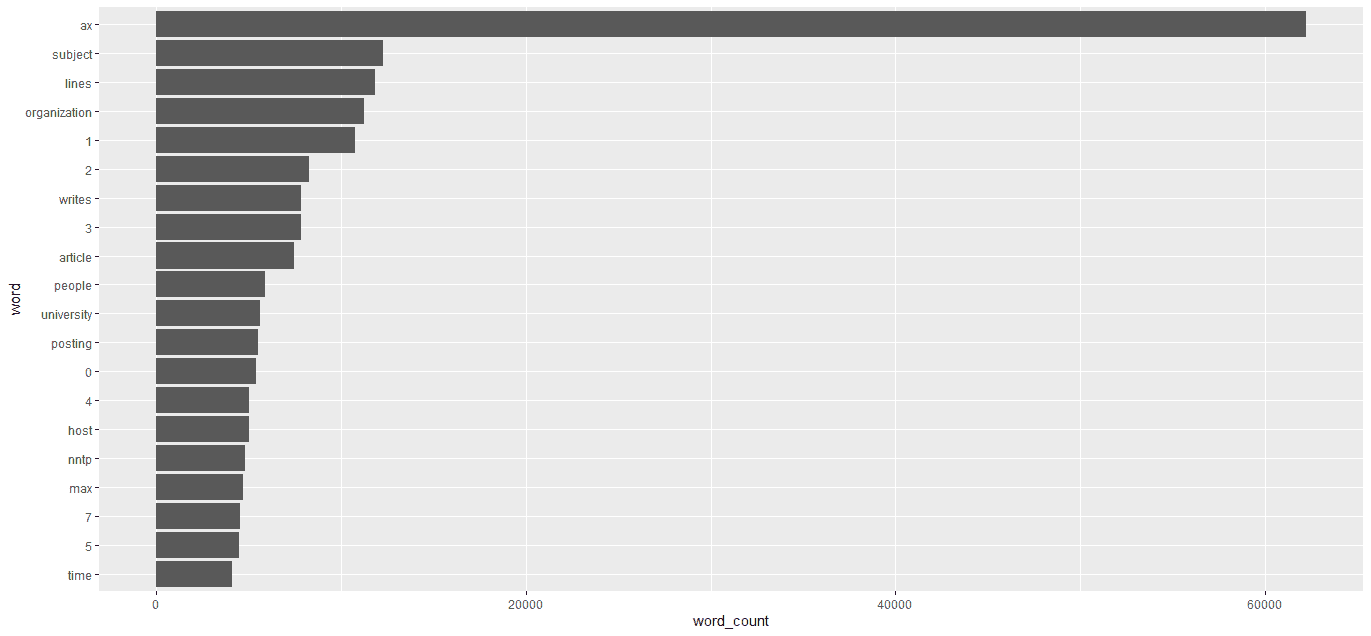 ax
subject
lines
organization
1
2
writes
3
article
people
university
posting
0
4
host
nntp
max
7
5
time
word
0 20000 40000 60000
word_count